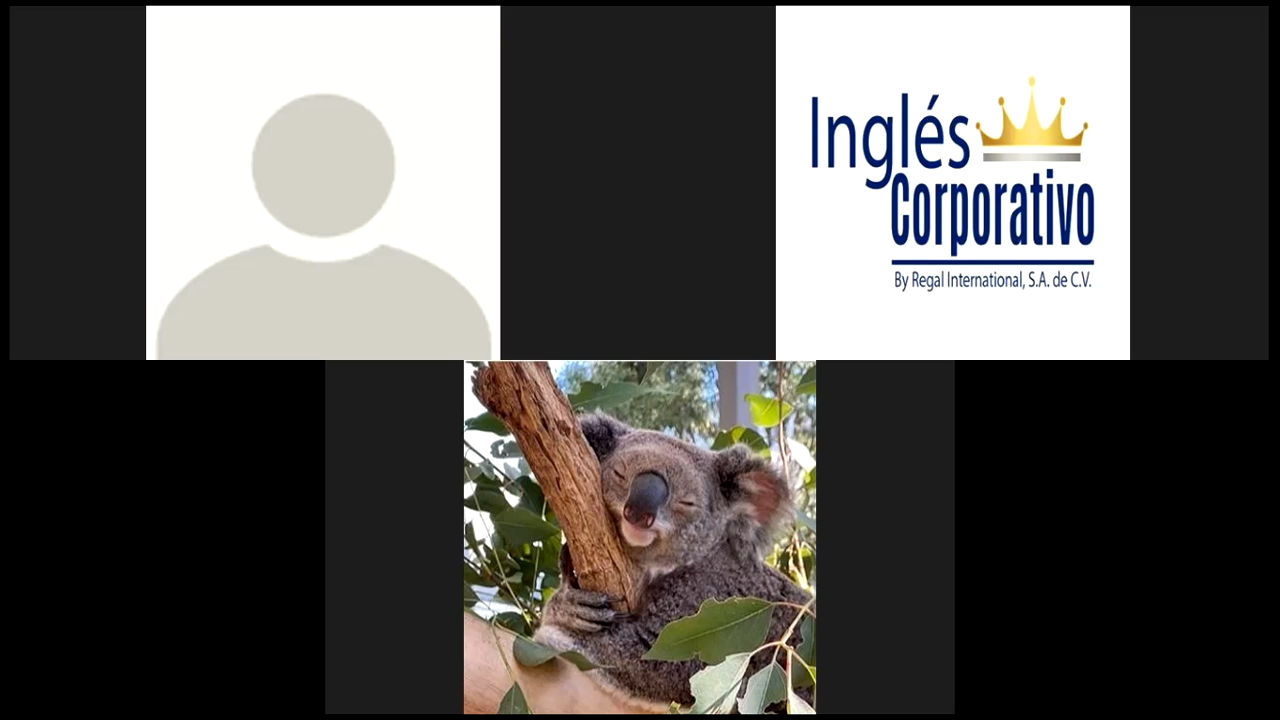 Inglés
Corporativo
By Regal International, S.A. de C.V.